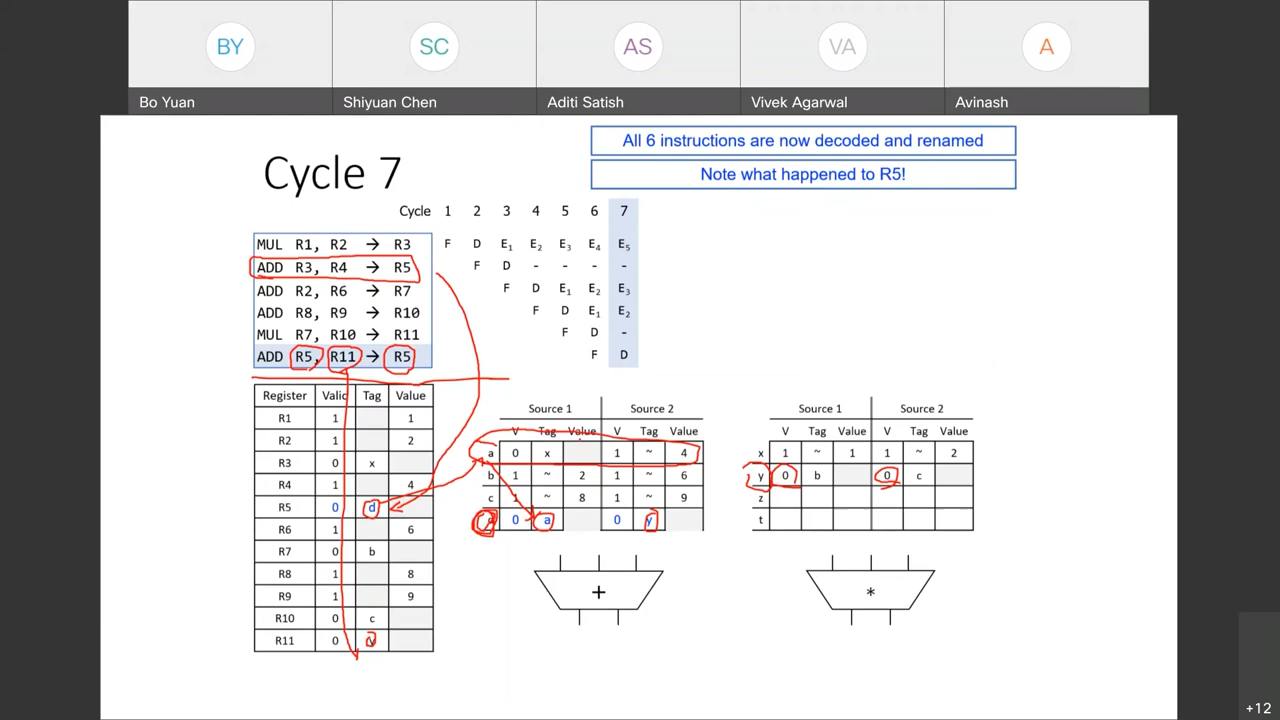 BY SC AS VA A
Bo Yuan Shiyuan Chen Aditi Satish Vivek Agarwal Avinash
All 6 instructions are now decoded and renamed
Cycle 7
Note what happened to R5!
Cycle 1 2 3 4 5 6 7
MUL R1, R2 → R3 F D E1 E2 E3 E4 E5
ADD R3, R4 → R5 F D - - - -
ADD R2, R6 → R7 F D E1 E2 E3
ADD R8, R9 → R10 F D E1 E2
MUL R7, R10 → R11 F D -
ADD R5, R11 → R5 F D
Register Valid Tag Value
R1 1 1
R2 1 2
R3 0 x
R4 1 4
R5 0 d
R6 1 6
R7 0 b
R8 1 8
R9 1 9
R10 0 c
R11 0 y
Source 1 Source 2
V Tag Value V Tag Value
a 0 x 1 ~ 4
b 1 ~ 2 1 ~ 6
c 1 ~ 8 1 ~ 9
d 0 a 0 y
+
Source 1 Source 2
V Tag Value V Tag Value
x 1 ~ 1 1 ~ 2
y 0 b 0 c
z
t
*
+12